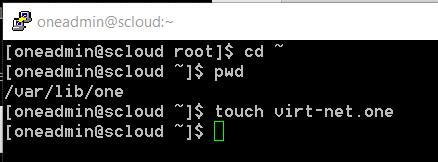 oneadmin@scloud:~
[oneadmin@scloud root]$ cd ~
[oneadmin@scloud ~]$ pwd
/var/lib/one
[oneadmin@scloud ~]$ touch virt-net.one
[oneadmin@scloud ~]$